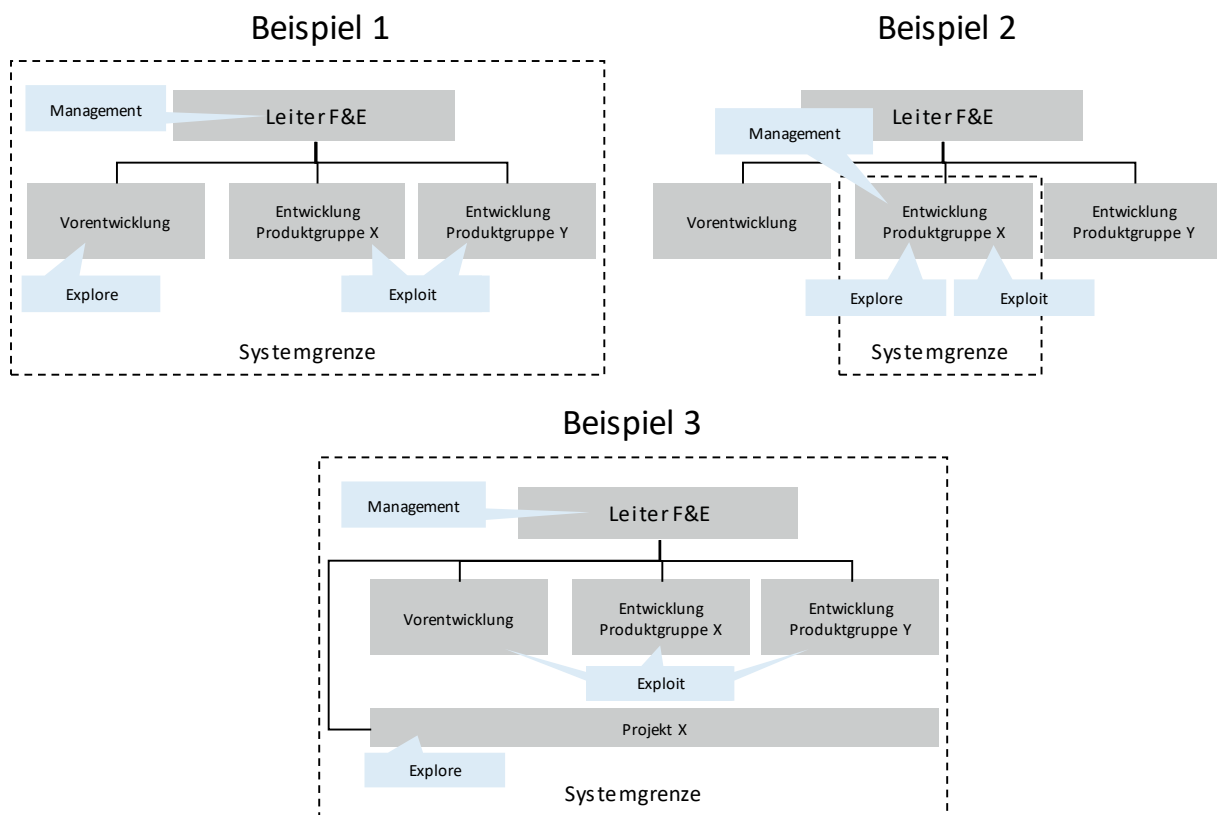 Beispiel 1
Management
Leiter F&E
Vorentwicklung
Entwicklung
Produktgruppe X
Entwicklung
Produktgruppe Y
Explore
Exploit
Systemgrenze
Beispiel 2
Leiter F&E
Management
Vorentwicklung
Entwicklung
Produktgruppe X
Entwicklung
Produktgruppe Y
Explore
Exploit
Systemgrenze
Beispiel 3
Management
Leiter F&E
Vorentwicklung
Entwicklung
Produktgruppe X
Entwicklung
Produktgruppe Y
Exploit
Projekt X
Explore
Systemgrenze